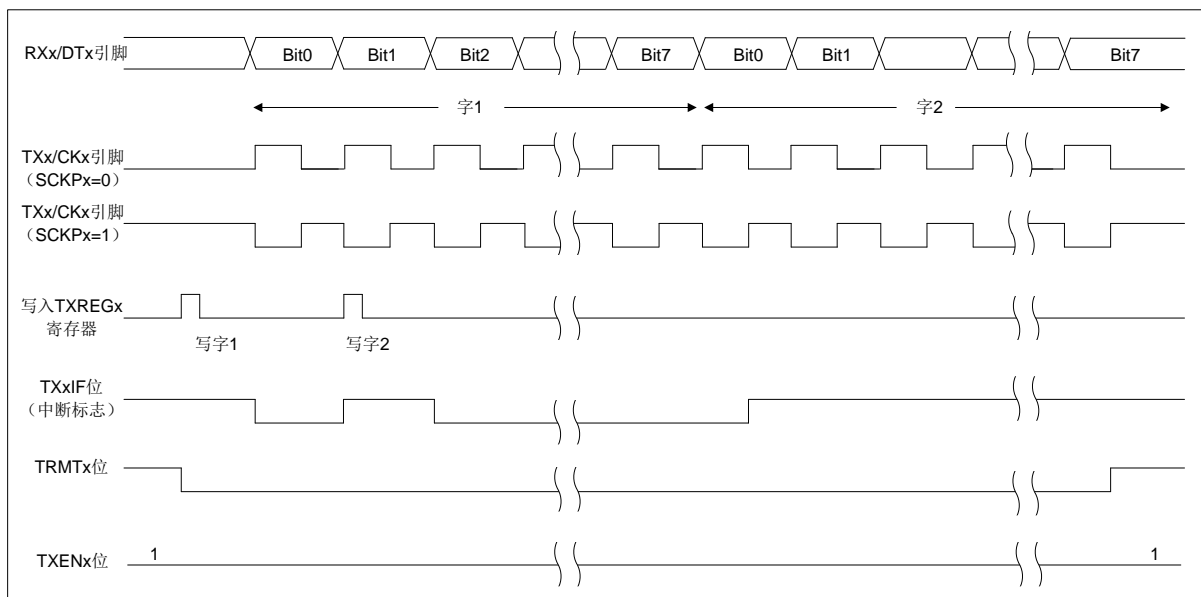 RXx/DTx引脚
Bit0 Bit1 Bit2 Bit7 Bit0 Bit1 Bit7
字1 字2
TXx/CKx引脚
（SCKPx=0）
TXx/CKx引脚
（SCKPx=1）
写入TXREGx
寄存器
写字1 写字2
TXxIF位
（中断标志）
TRMTx位
1 1
TXENx位